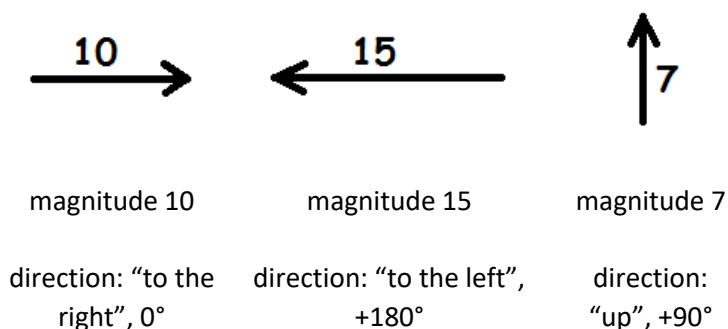 10
15
7
magnitude 10
magnitude 15
magnitude 7
direction: “to the
right”, 0°
direction: “to the left”,
+180°
direction:
“up”, +90°